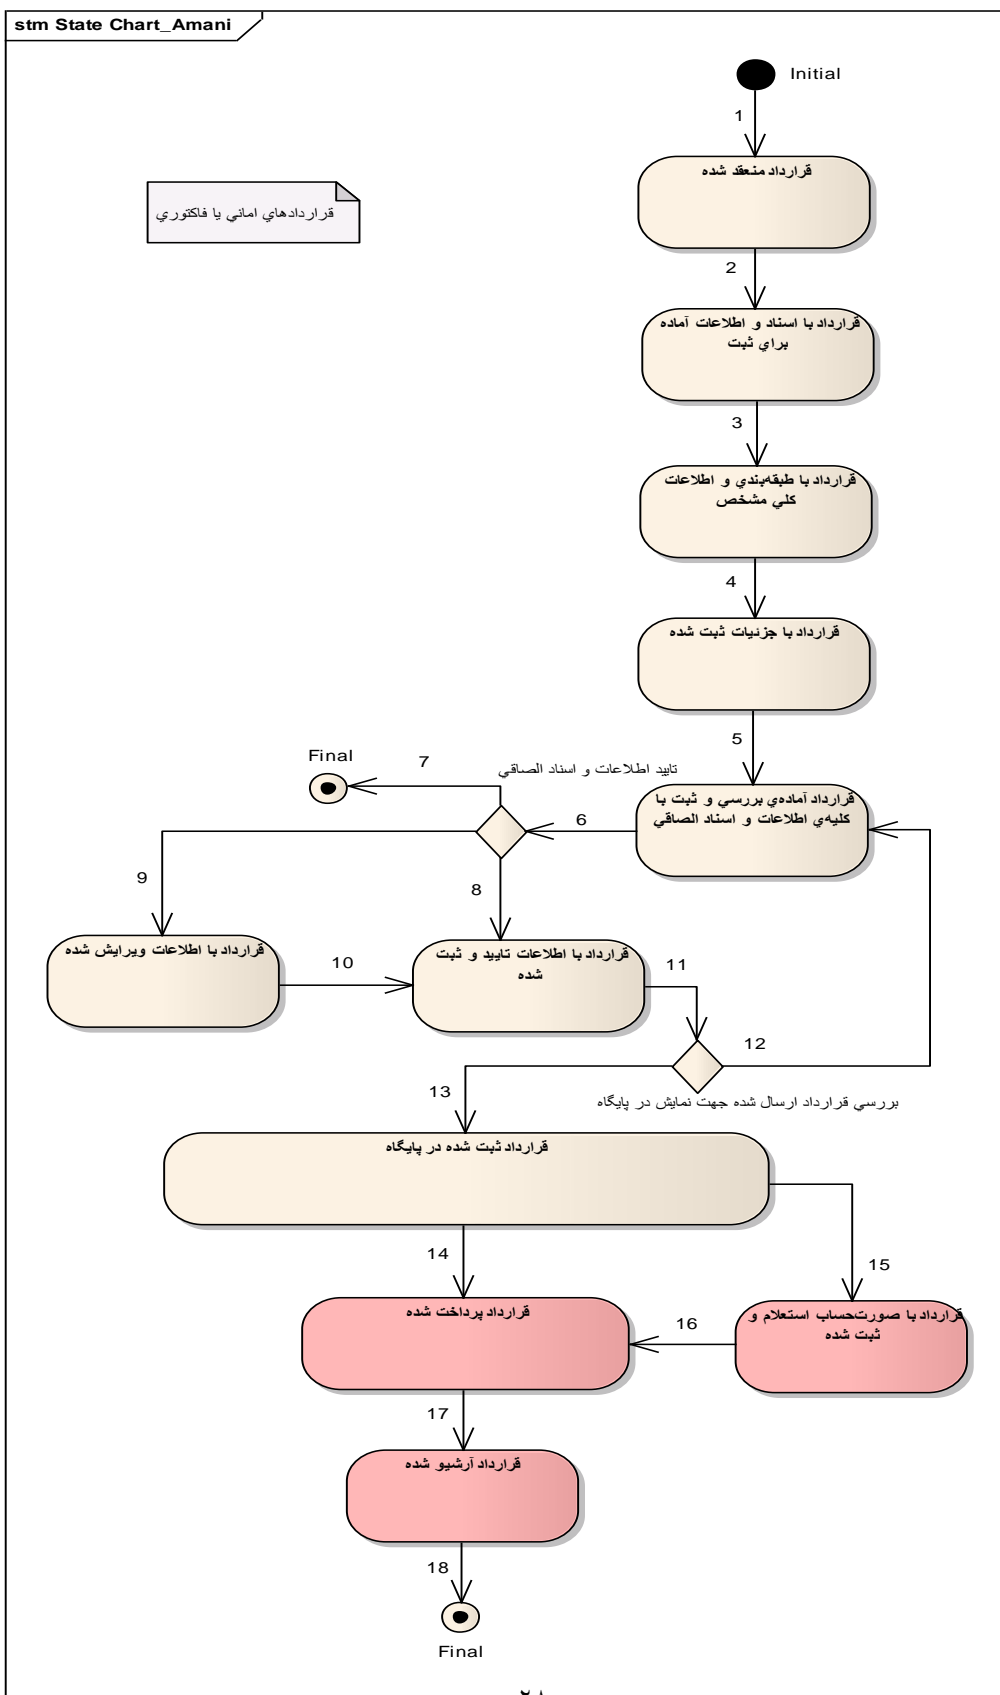 stm State Chart_Amani
Initial
1
قراردادهاي اماني يا فاكتوري
قرارداد منعقد شده
2
قرارداد با اسناد و اطلاعات آماده
براي ثبت
3
قرارداد با طبقه‌بندي و اطلاعات
كلي مشخص
4
قرارداد با جزئيات ثبت شده
5
Final
7
تاييد اطلاعات و اسناد الصاقي
قرارداد آماده‌ي بررسي و ثبت با
كليه‌ي اطلاعات و اسناد الصاقي
6
9
8
قرارداد با اطلاعات ويرايش شده
10
قرارداد با اطلاعات تاييد و ثبت
شده
11
12
13
بررسي قرارداد ارسال شده جهت نمايش در پايگاه
قرارداد ثبت شده در پايگاه
14
15
قرارداد پرداخت شده
16
قرارداد با صورت‌حساب استعلام و
ثبت شده
17
قرارداد آرشيو شده
18
Final